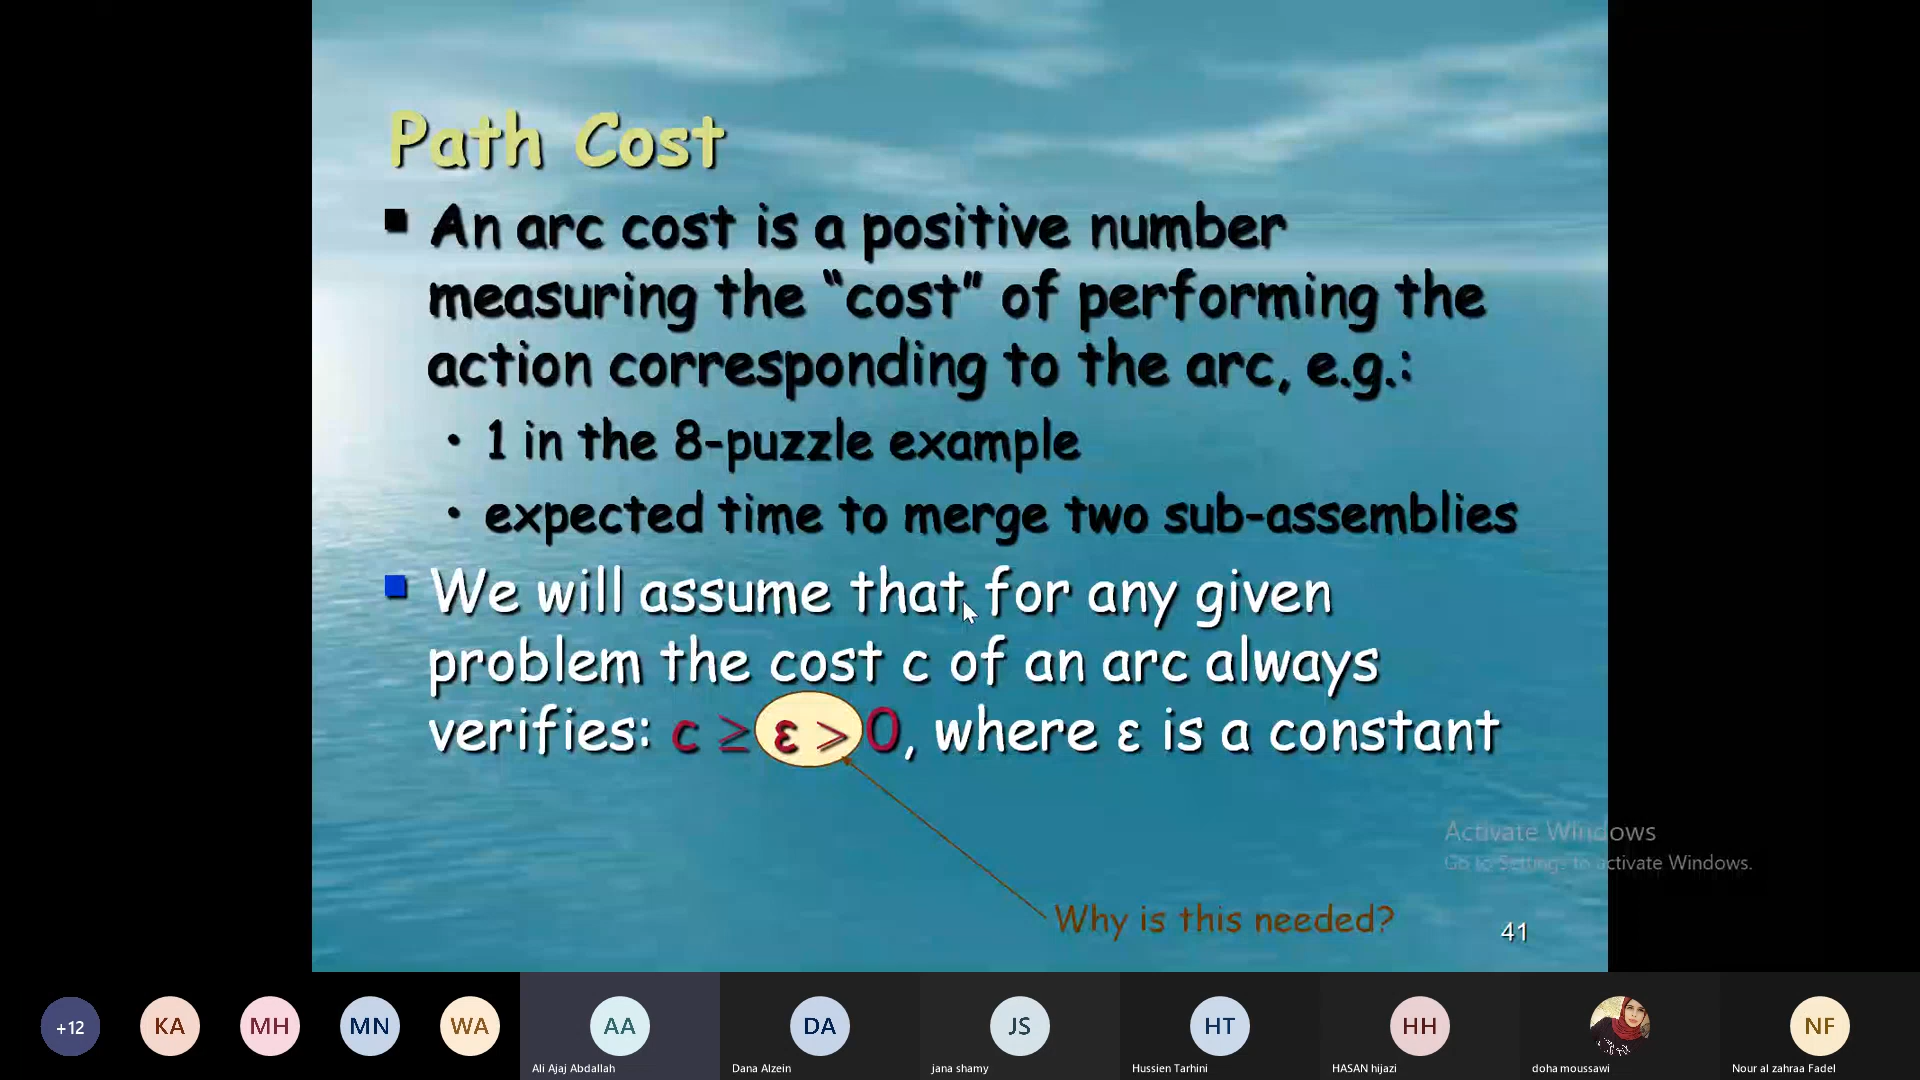 Path Cost
▪ An arc cost is a positive number
measuring the “cost” of performing the
action corresponding to the arc, e.g.:
• 1 in the 8-puzzle example
• expected time to merge two sub-assemblies
▪ We will assume that for any given
problem the cost c of an arc always
verifies: c ≥ ε > 0, where ε is a constant
Activate Windows
Go to Settings to activate Windows.
Why is this needed?
41
+12 KA MH MN WA AA DA JS HT HH NF
Ali Ajaj Abdallah Dana Alzein jana shamy Hussien Tarhini HASAN hijazi doha moussawi Nour al zahraa Fadel